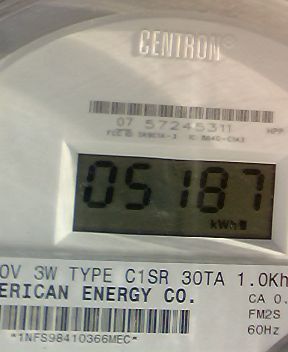 CENTRON
07 57245311
HPP
05187
kWh
0V 3W TYPE C1SR 30TA 1.0Kh
ERICAN ENERGY CO.
CA 0.
FM2S
60Hz
*1NFS98410366MEC*